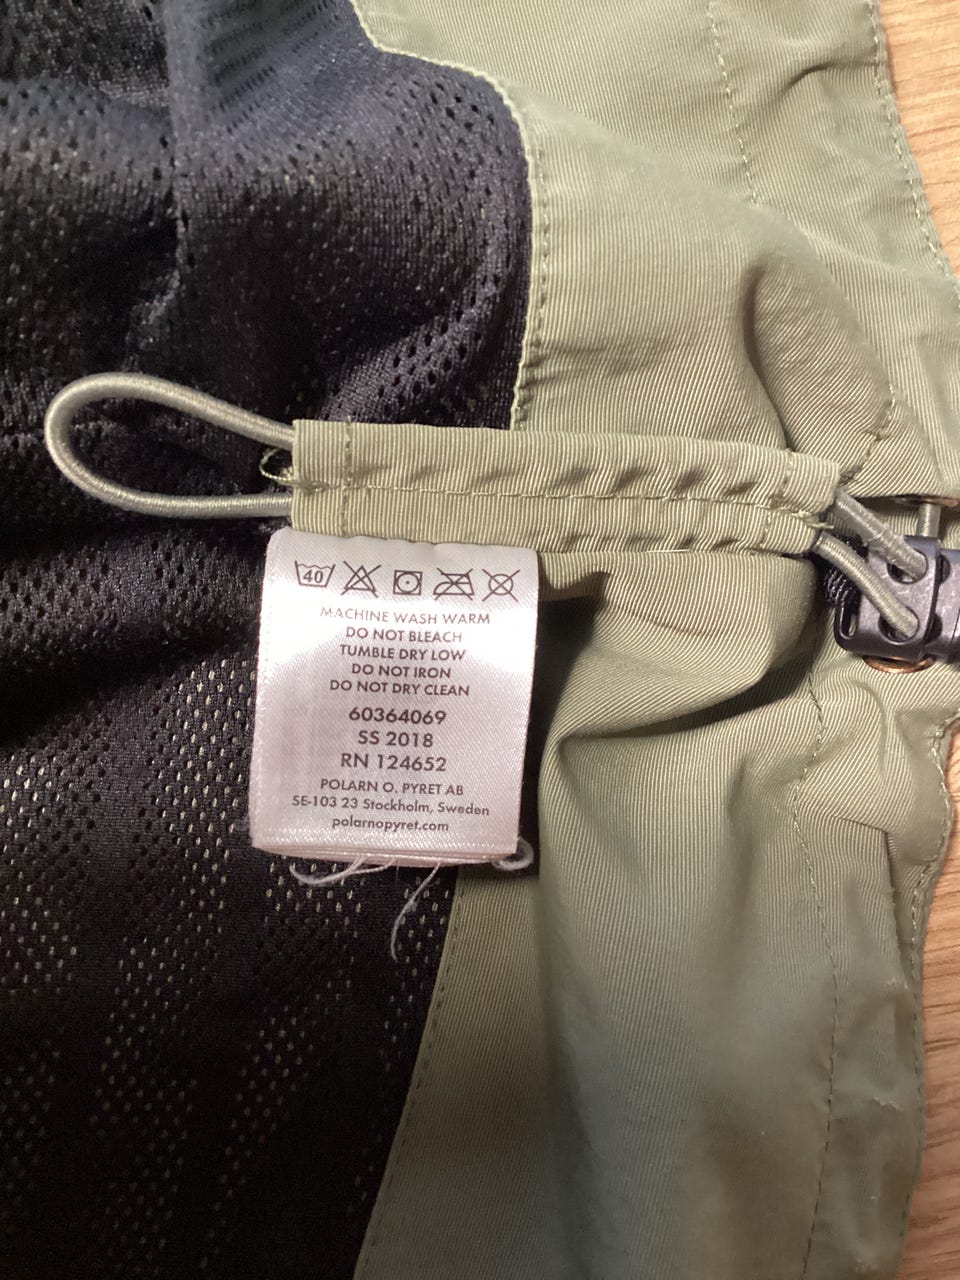 40
MACHINE WASH WARM
DO NOT BLEACH
TUMBLE DRY LOW
DO NOT IRON
DO NOT DRY CLEAN
60364069
SS 2018
RN 124652
POLARN O. PYRET AB
SE-103 23 Stockholm, Sweden
polarnopyret.com